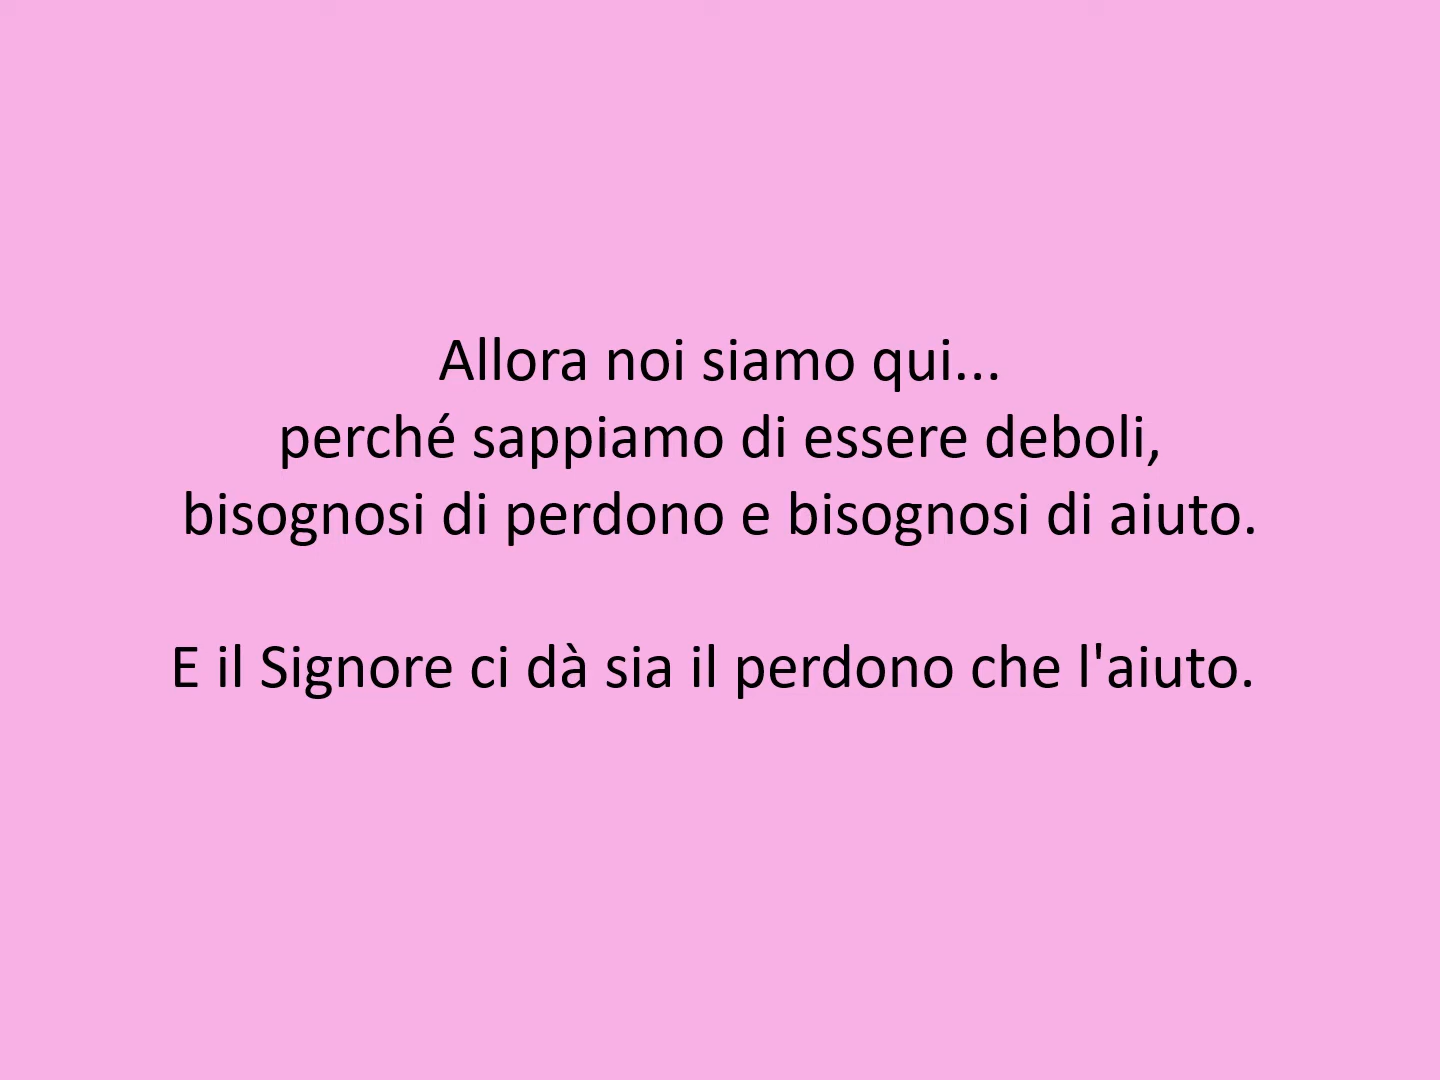 Allora noi siamo qui...
perché sappiamo di essere deboli,
bisognosi di perdono e bisognosi di aiuto.
E il Signore ci dà sia il perdono che l'aiuto.